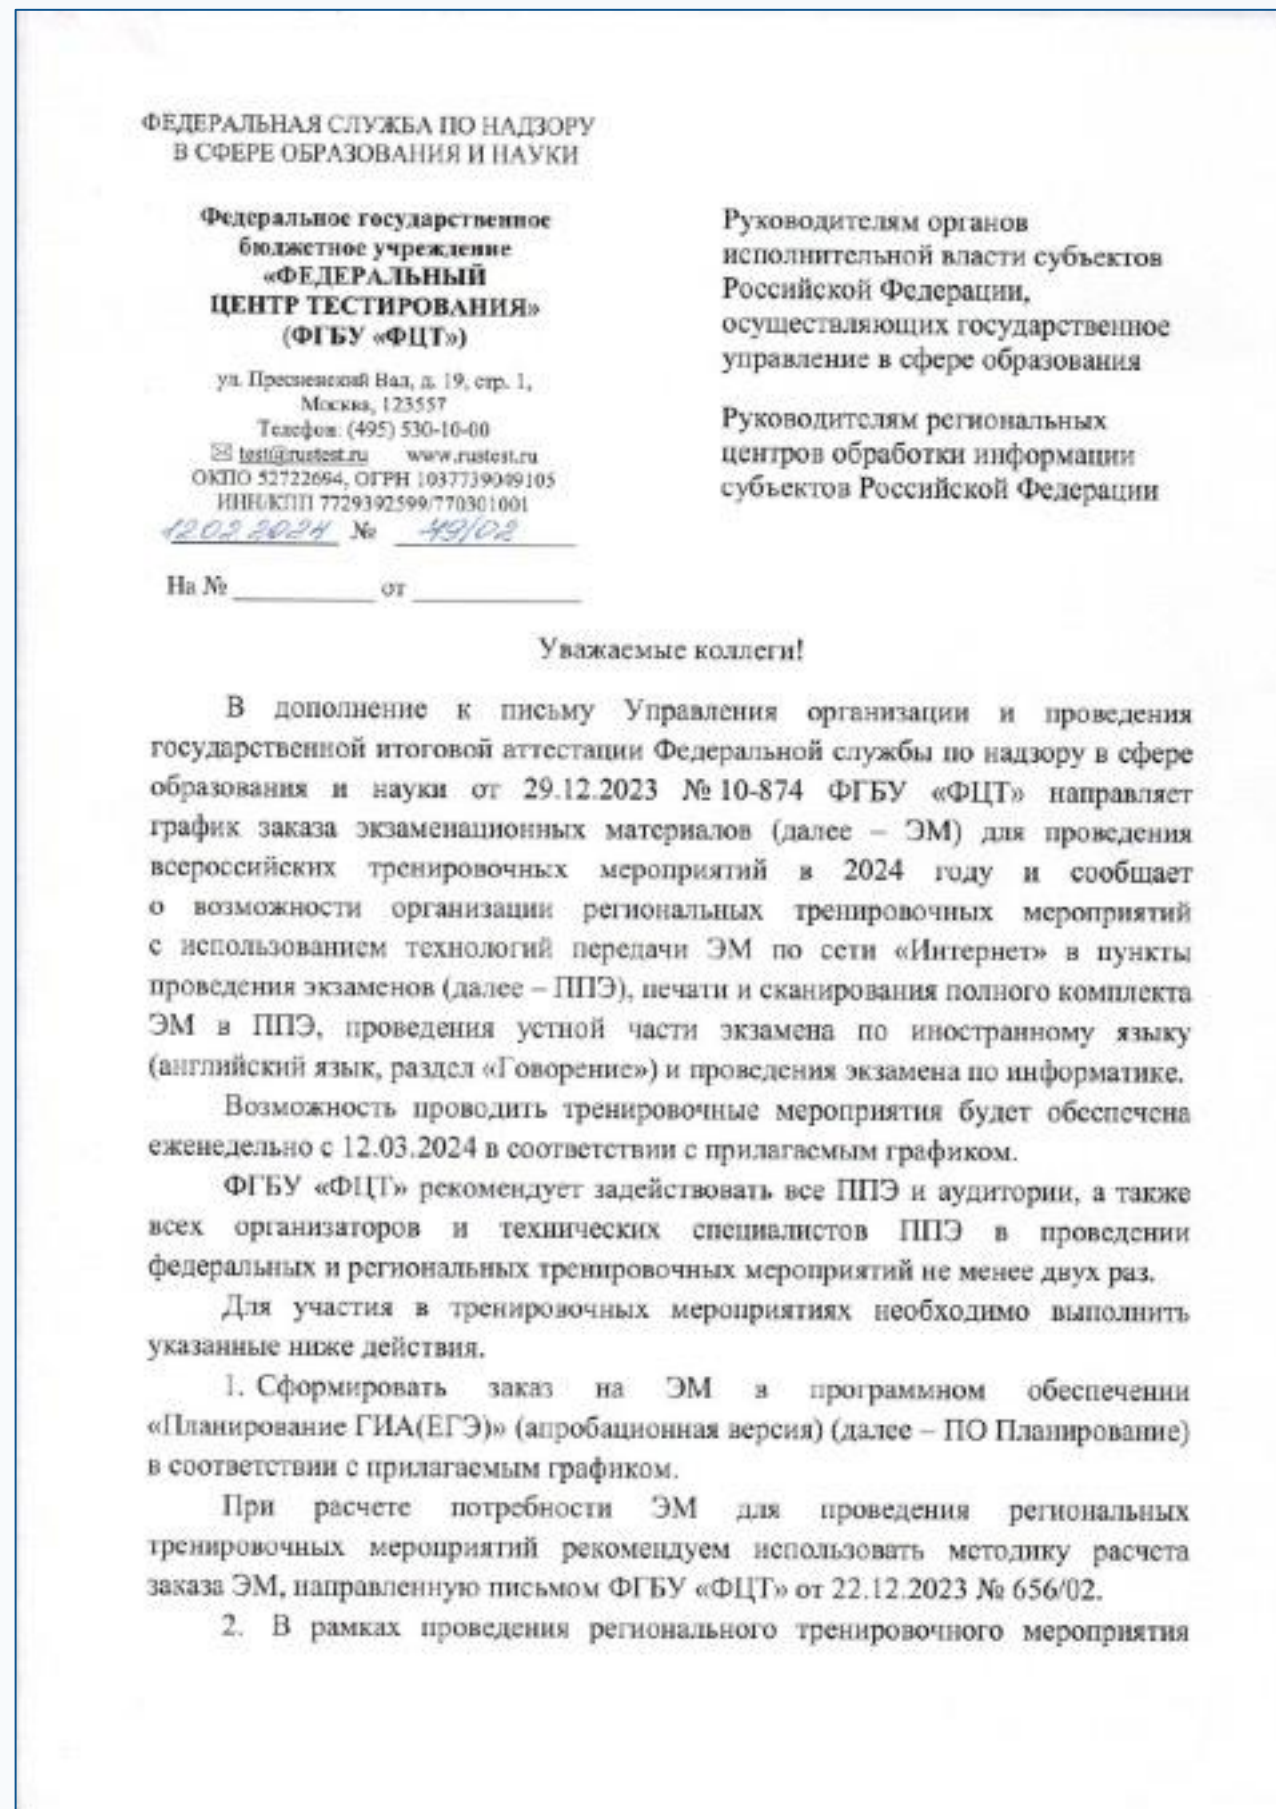 ФЕДЕРАЛЬНАЯ СЛУЖБА ПО НАДЗОРУ
В СФЕРЕ ОБРАЗОВАНИЯ И НАУКИ
Федеральное государственное
бюджетное учреждение
«ФЕДЕРАЛЬНЫЙ
ЦЕНТР ТЕСТИРОВАНИЯ»
(ФГБУ «ФЦТ»)
ул. Пресненский Вал, д. 19, стр. 1,
Москва, 123557
Телефон: (495) 530-10-00
✉ test@rustest.ru www.rustest.ru
ОКПО 52722694, ОГРН 1037739049105
ИНН/КПП 7729392599/770301001
12.02.2024 № 49/02
На № ____________ от ______________
Руководителям органов
исполнительной власти субъектов
Российской Федерации,
осуществляющих государственное
управление в сфере образования
Руководителям региональных
центров обработки информации
субъектов Российской Федерации
Уважаемые коллеги!
В дополнение к письму Управления организации и проведения
государственной итоговой аттестации Федеральной службы по надзору в сфере
образования и науки от 29.12.2023 № 10-874 ФГБУ «ФЦТ» направляет
график заказа экзаменационных материалов (далее – ЭМ) для проведения
всероссийских тренировочных мероприятий в 2024 году и сообщает
о возможности организации региональных тренировочных мероприятий
с использованием технологий передачи ЭМ по сети «Интернет» в пункты
проведения экзаменов (далее – ППЭ), печати и сканирования полного комплекта
ЭМ в ППЭ, проведения устной части экзамена по иностранному языку
(английский язык, раздел «Говорение») и проведения экзамена по информатике.
Возможность проводить тренировочные мероприятия будет обеспечена
еженедельно с 12.03.2024 в соответствии с прилагаемым графиком.
ФГБУ «ФЦТ» рекомендует задействовать все ППЭ и аудитории, а также
всех организаторов и технических специалистов ППЭ в проведении
федеральных и региональных тренировочных мероприятий не менее двух раз.
Для участия в тренировочных мероприятиях необходимо выполнить
указанные ниже действия.
1. Сформировать заказ на ЭМ в программном обеспечении
«Планирование ГИА(ЕГЭ)» (апробационная версия) (далее – ПО Планирование)
в соответствии с прилагаемым графиком.
При расчете потребности ЭМ для проведения региональных
тренировочных мероприятий рекомендуем использовать методику расчета
заказа ЭМ, направленную письмом ФГБУ «ФЦТ» от 22.12.2023 № 656/02.
2. В рамках проведения регионального тренировочного мероприятия